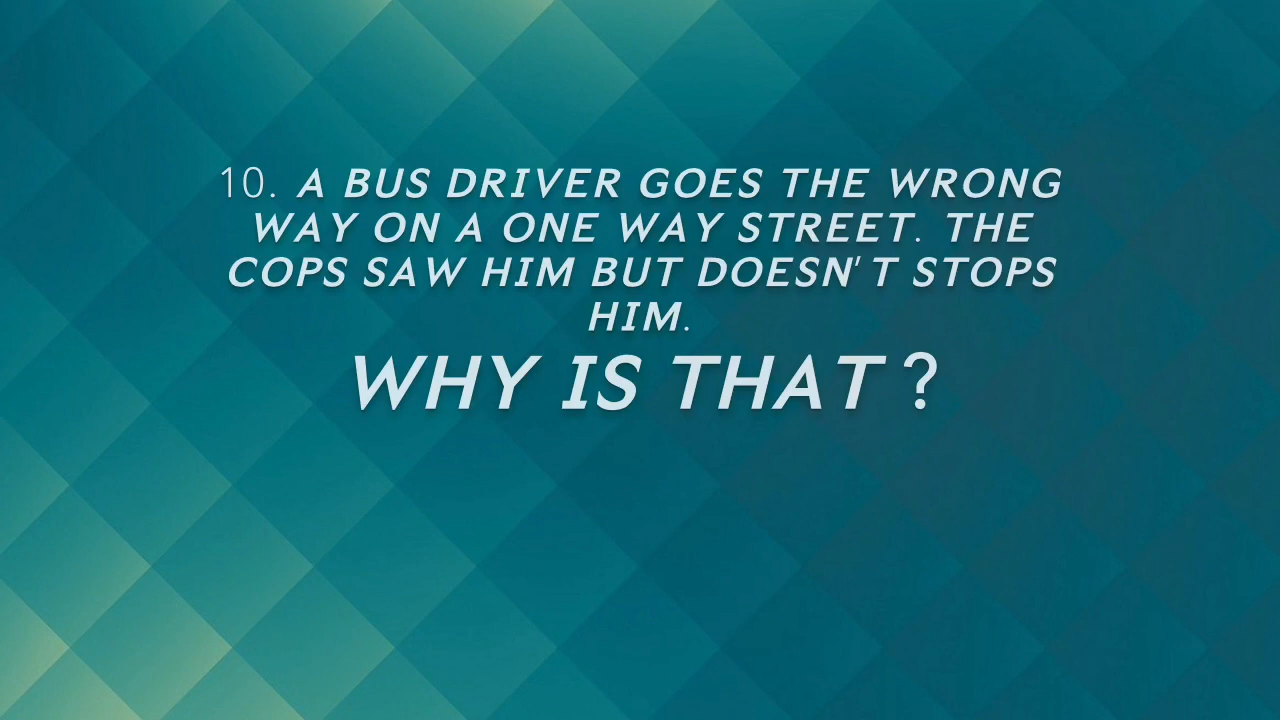 10. A BUS DRIVER GOES THE WRONG
WAY ON A ONE WAY STREET. THE
COPS SAW HIM BUT DOESN'T STOPS
HIM.
WHY IS THAT ?